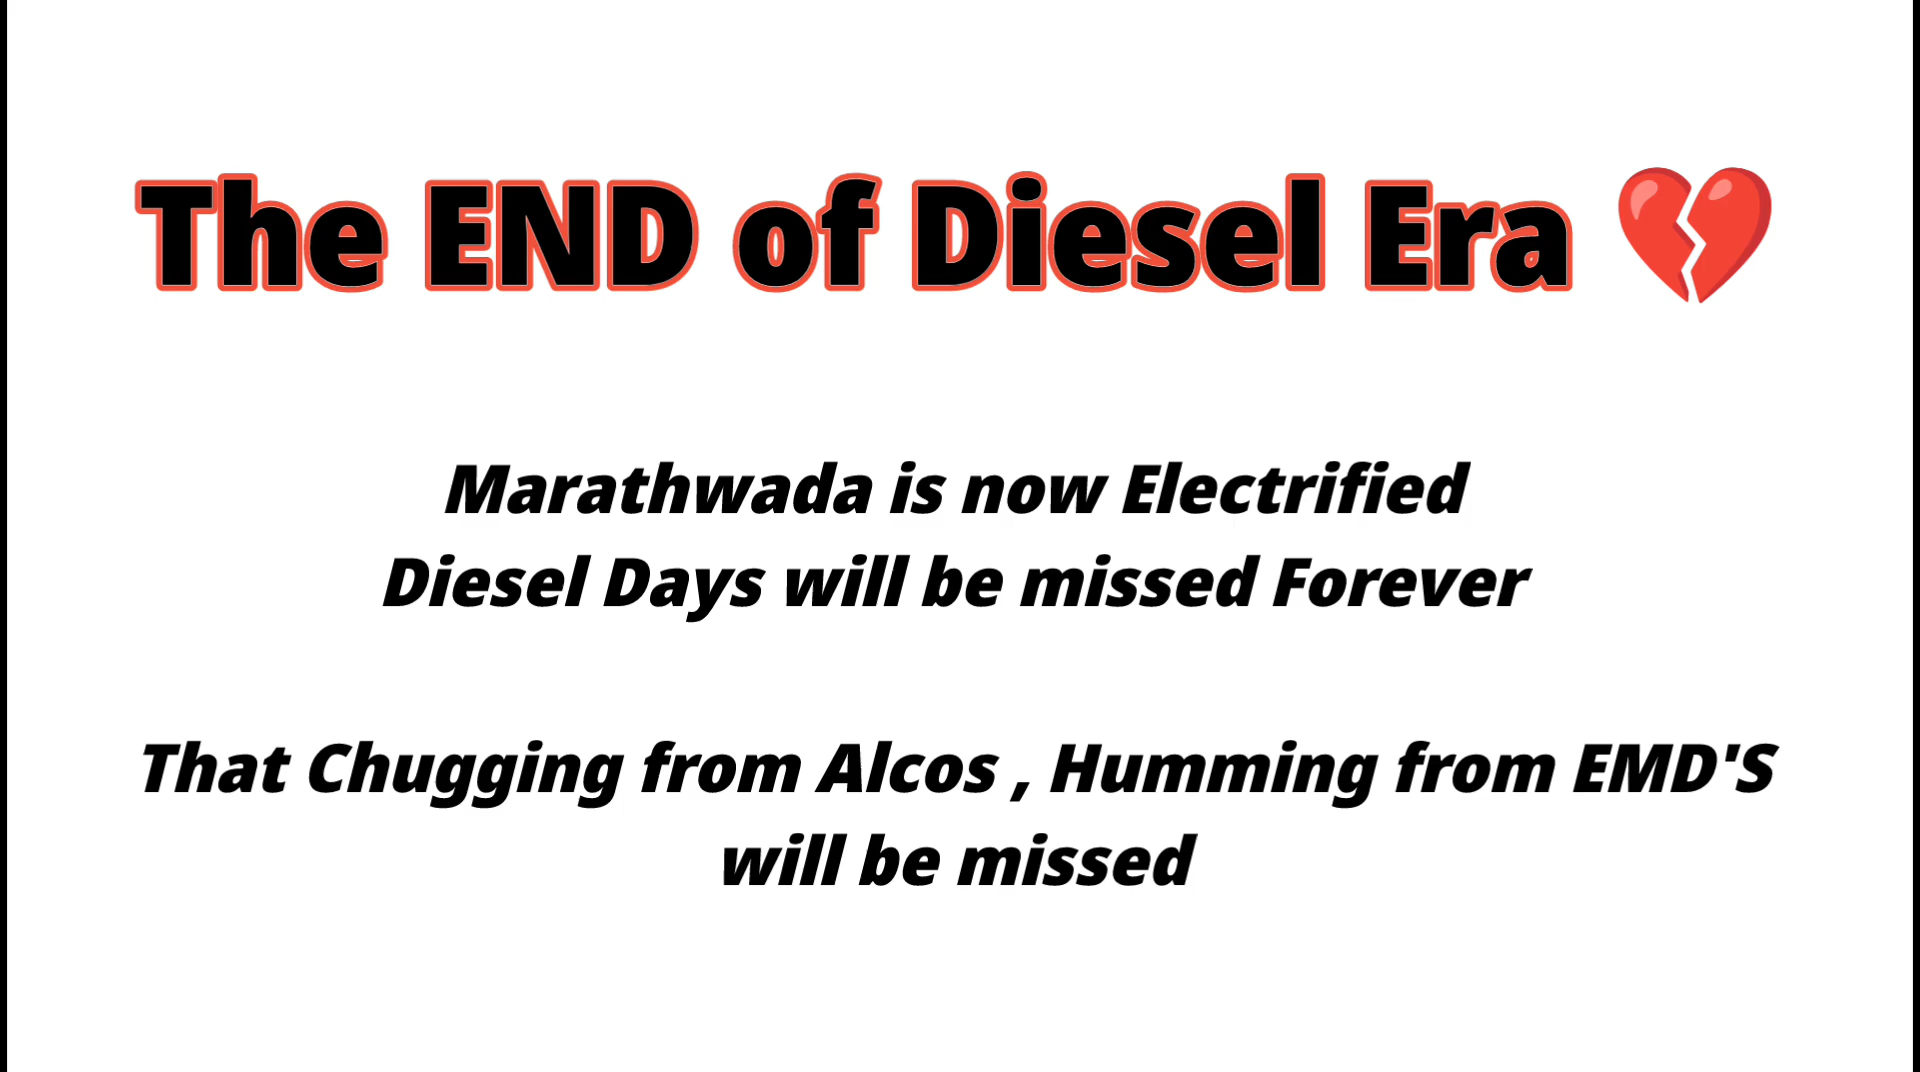 The END of Diesel Era 💔
Marathwada is now Electrified
Diesel Days will be missed Forever
That Chugging from Alcos , Humming from EMD'S
will be missed